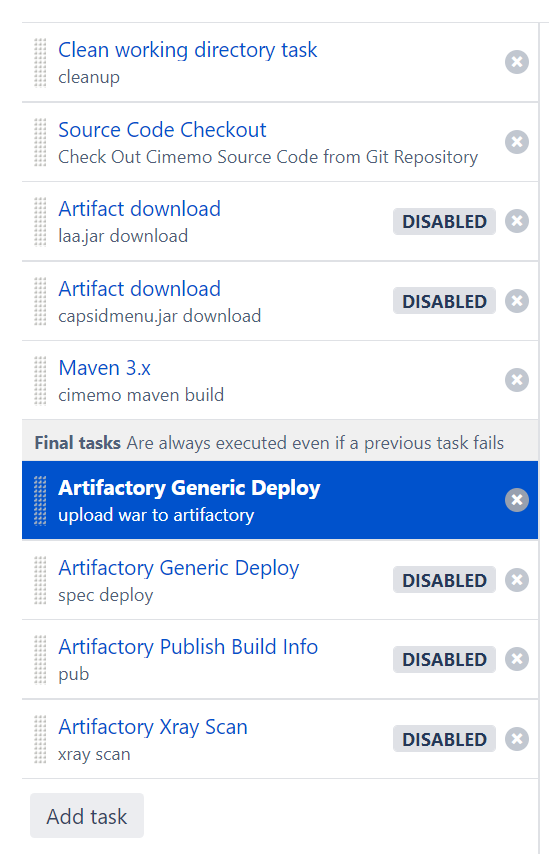 Clean working directory task
cleanup
Source Code Checkout
Check Out Cimemo Source Code from Git Repository
Artifact download
DISABLED
laa.jar download
Artifact download
DISABLED
capsidmenu.jar download
Maven 3.x
cimemo maven build
Final tasks Are always executed even if a previous task fails
Artifactory Generic Deploy
upload war to artifactory
Artifactory Generic Deploy
DISABLED
spec deploy
Artifactory Publish Build Info
DISABLED
pub
Artifactory Xray Scan
DISABLED
xray scan
Add task